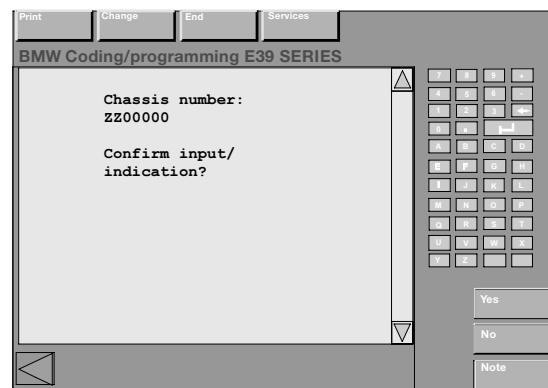 Print Change End Services
BMW Coding/programming E39 SERIES
Chassis number:
ZZ00000
Confirm input/
indication?
7 8 9 +
4 5 6 -
1 2 3
0
A B C D
E F G H
I J K L
M N O P
Q R S T
U V W X
Y Z
Yes
No
Note